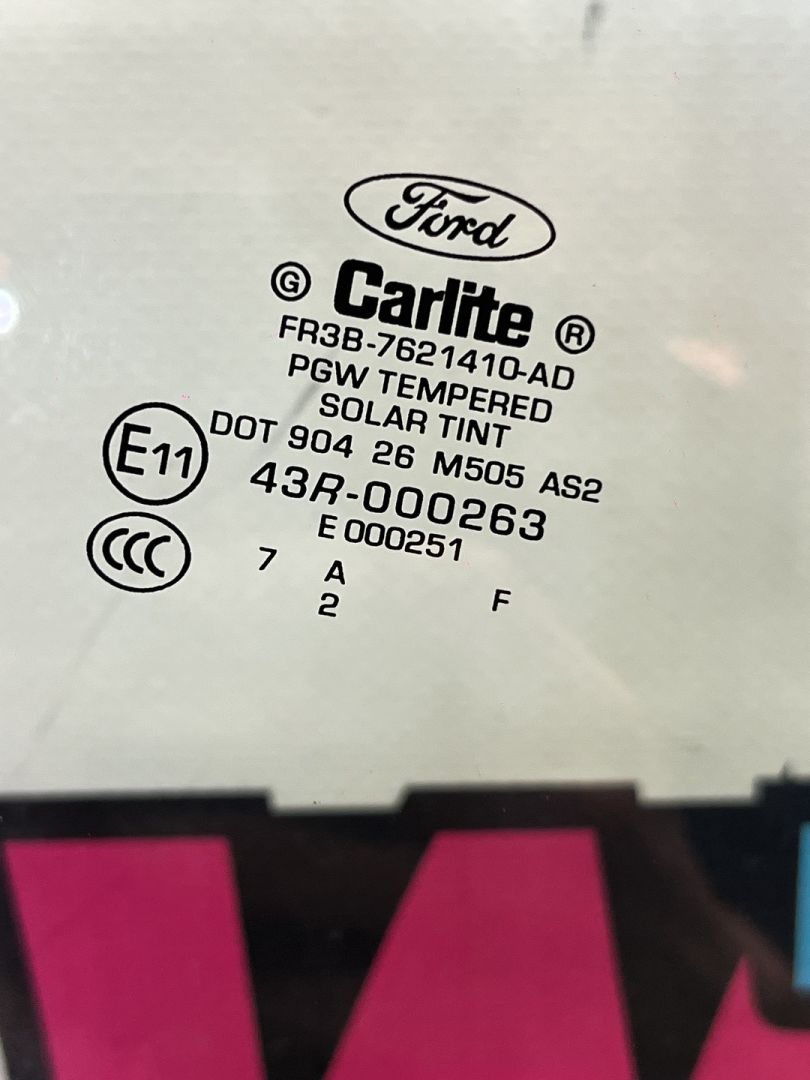 Ford
G Carlite ®
FR3B-7621410-AD
PGW TEMPERED
SOLAR TINT
DOT 904 26 M505 AS2
E11 43R-000263
E 000251
CCC 7 A F
2